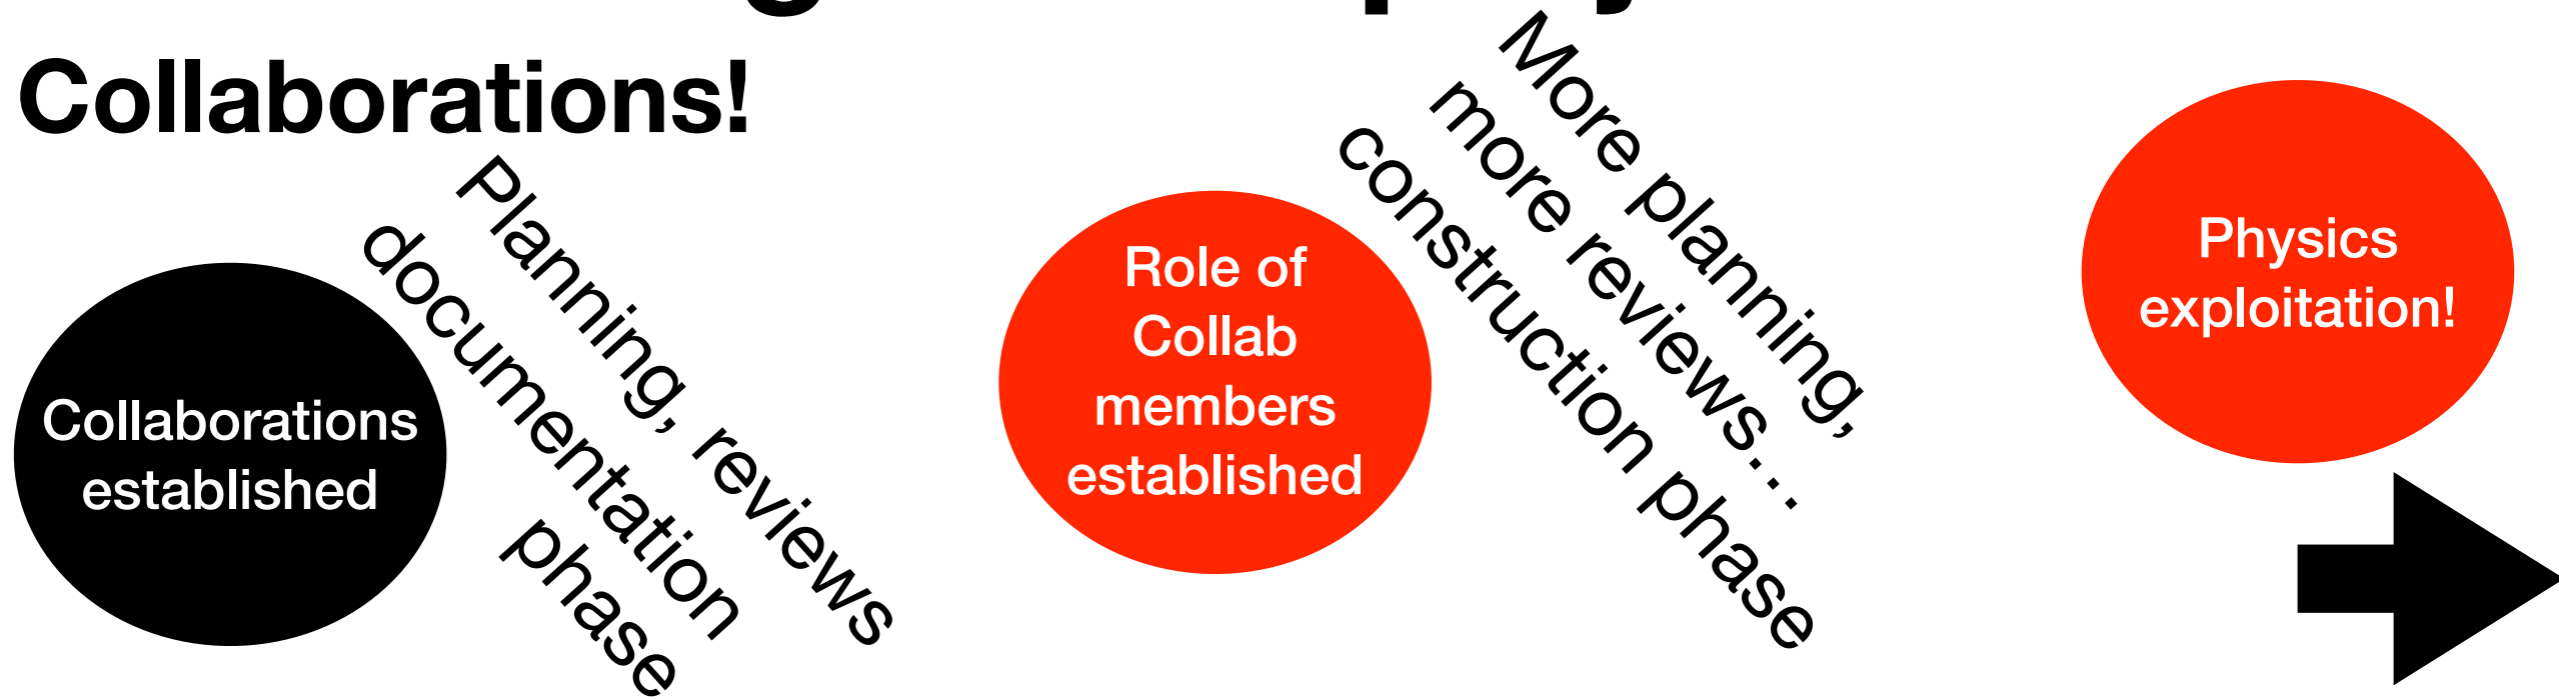 Collaborations!
Collaborations
established
Planning, reviews
documentation
phase
Role of
Collab
members
established
More planning,
more reviews…
construction phase
Physics
exploitation!